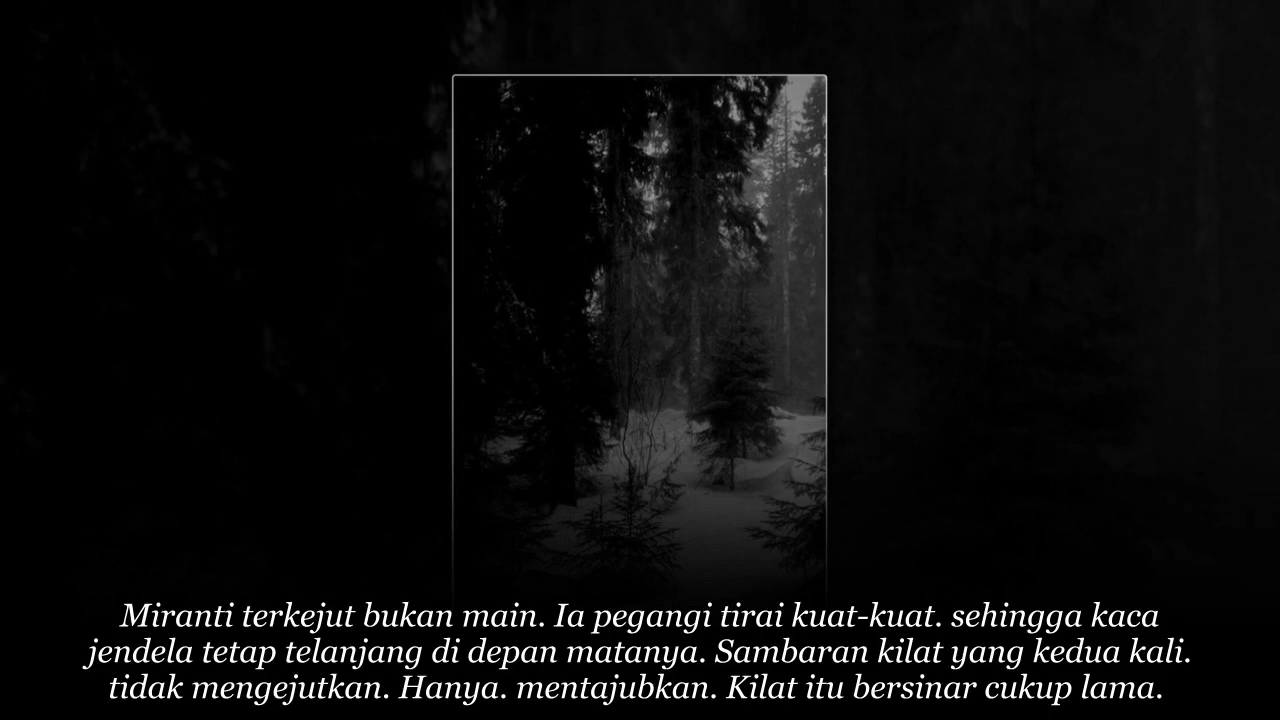 Miranti terkejut bukan main. Ia pegangi tirai kuat-kuat. sehingga kaca
jendela tetap telanjang di depan matanya. Sambaran kilat yang kedua kali.
tidak mengejutkan. Hanya. mentajubkan. Kilat itu bersinar cukup lama.